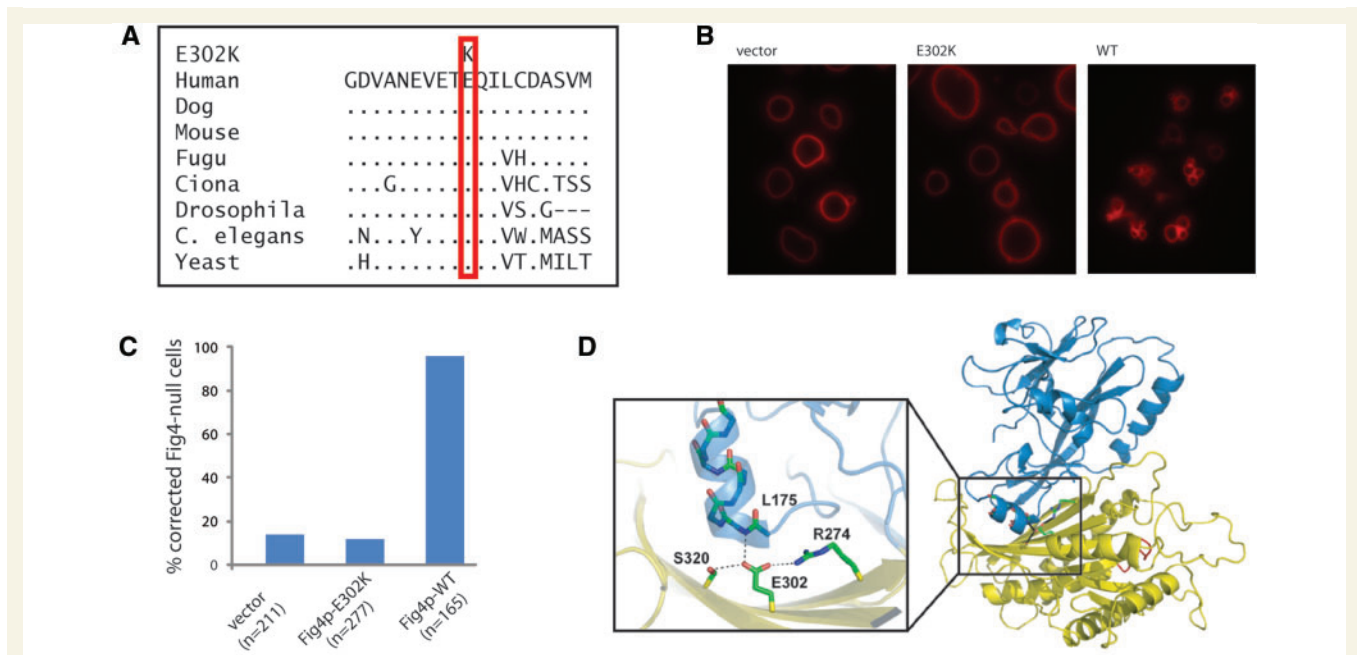 A
E302K K
Human GDVANEVETEQILCDASVM
Dog ...................
Mouse ...................
Fugu ............VH.....
Ciona ...G........VHC.TSS
Drosophila ............VS.G---
C. elegans .N...Y......VW.MASS
Yeast .H..........VT.MILT
B
vector E302K WT
C
% corrected Fig4-null cells
100
80
60
40
20
0
vector
(n=211)
Fig4p-E302K
(n=277)
Fig4p-WT
(n=165)
D
L175
R274
S320
E302